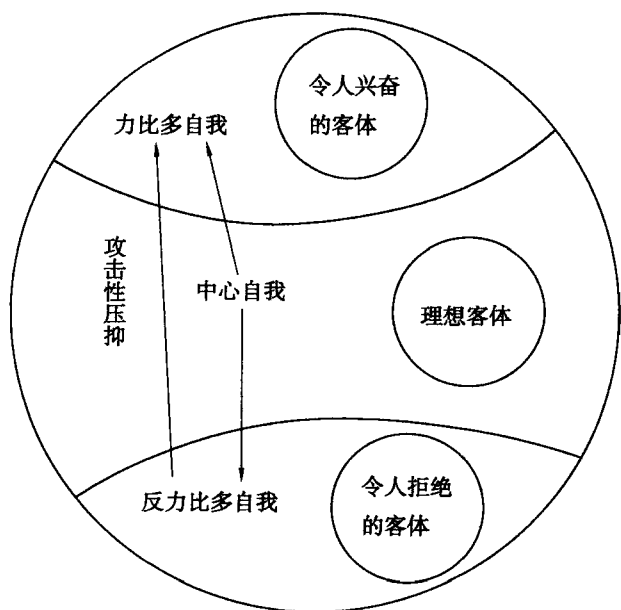 令人兴奋
的客体
力比多自我
攻击性压抑
中心自我
理想客体
反力比多自我
令人拒绝
的客体